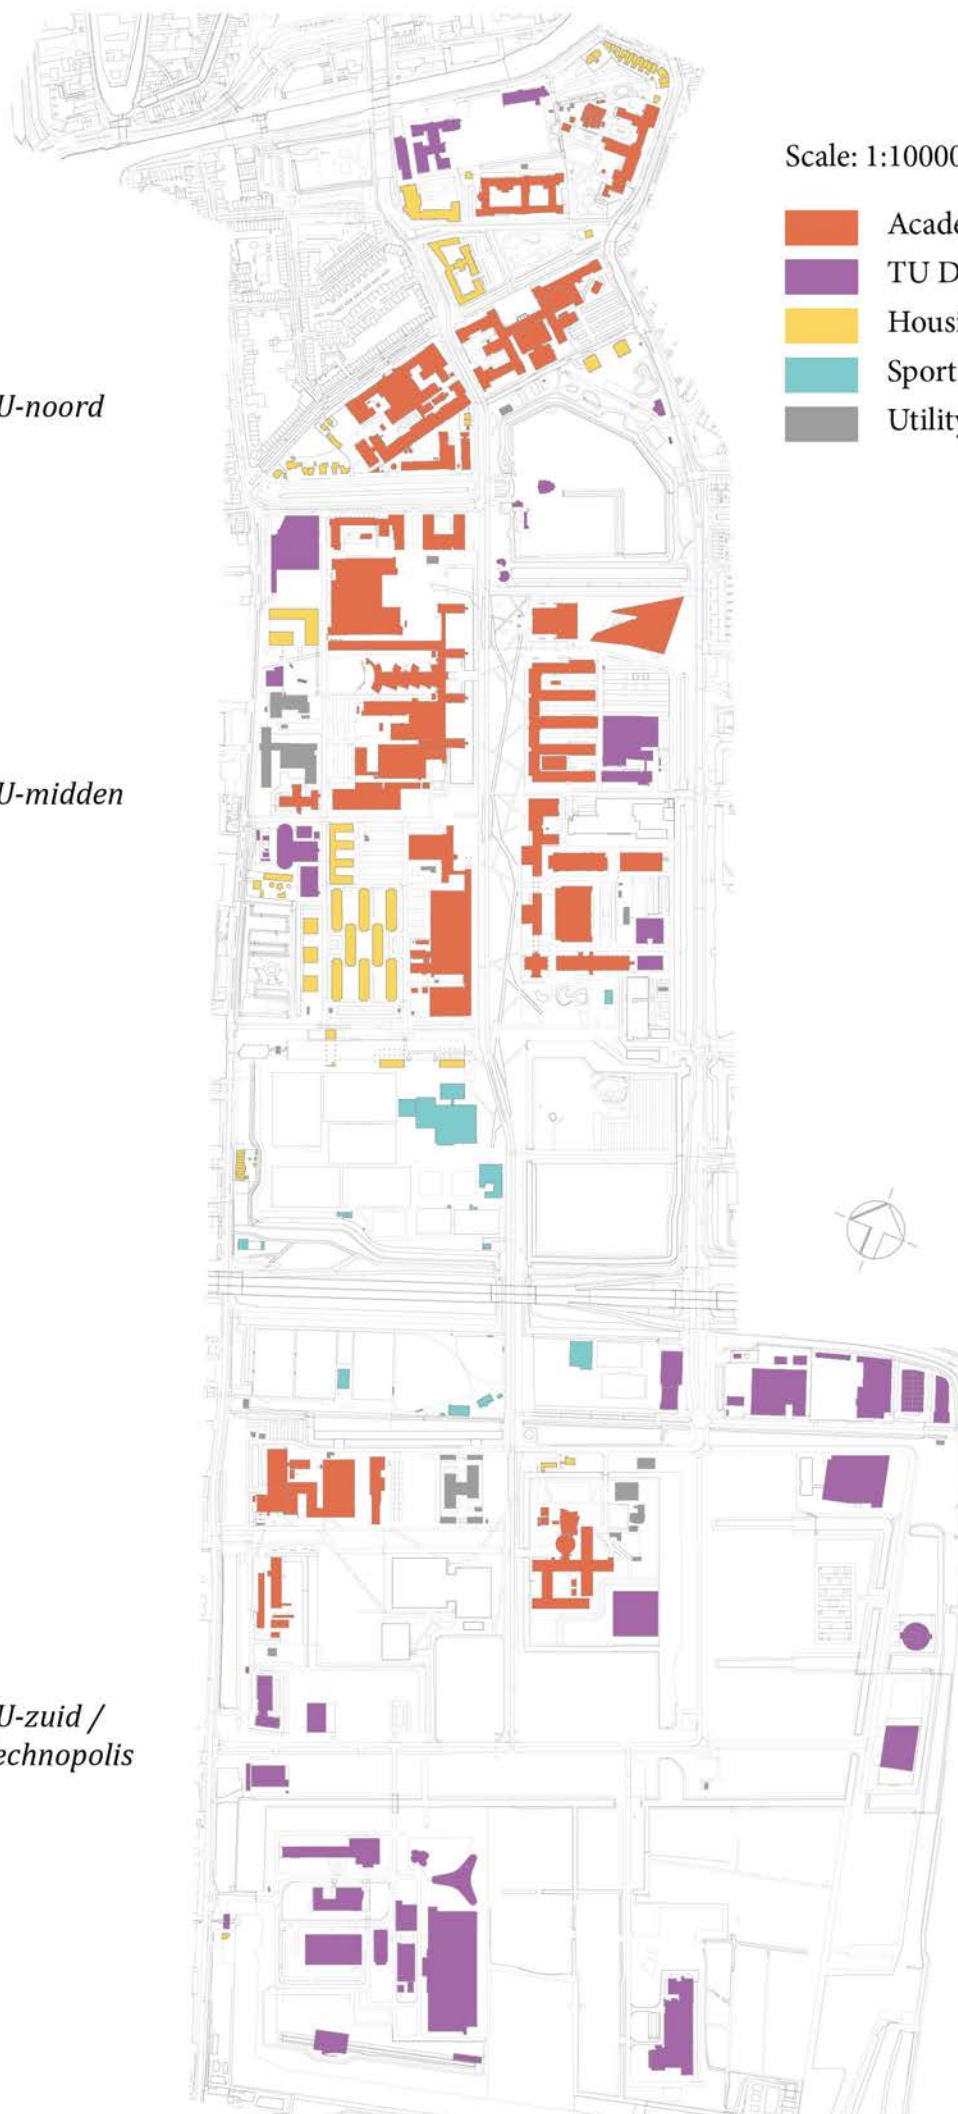 Scale: 1:10000
Acade
TU D
Housi
Sport
Utility
U-noord
U-midden
U-zuid /
echnopolis